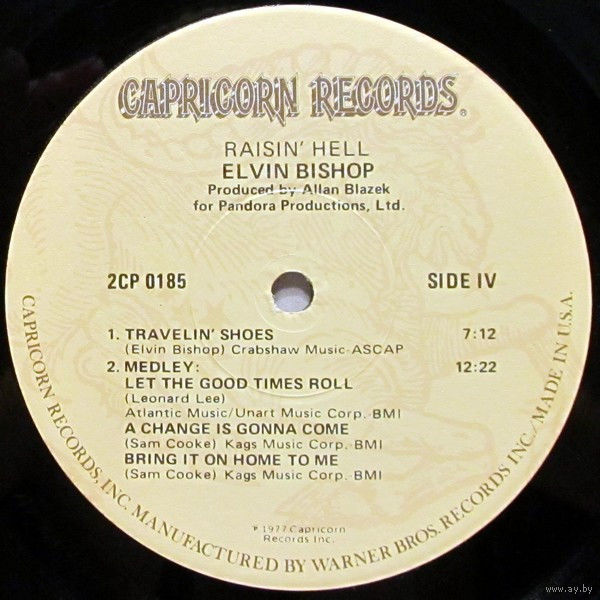 CAPRICORN RECORDS®
RAISIN' HELL
ELVIN BISHOP
Produced by Allan Blazek
for Pandora Productions, Ltd.
2CP 0185 SIDE IV
1. TRAVELIN' SHOES 7:12
(Elvin Bishop) Crabshaw Music-ASCAP
2. MEDLEY: 12:22
LET THE GOOD TIMES ROLL
(Leonard Lee)
Atlantic Music/Unart Music Corp.-BMI
A CHANGE IS GONNA COME
(Sam Cooke) Kags Music Corp.-BMI
BRING IT ON HOME TO ME
(Sam Cooke) Kags Music Corp.-BMI
℗ 1977 Capricorn
Records Inc.
CAPRICORN RECORDS, INC. MANUFACTURED BY WARNER BROS. RECORDS INC./MADE IN U.S.A.
www.ay.by